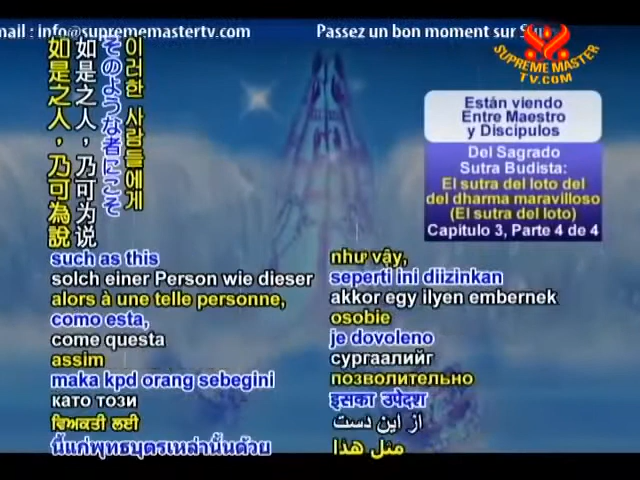 mail : info@suprememastertv.com
Passez un bon moment sur Su
SUPREME MASTER
TV.COM
Están viendo
Entre Maestro
y Discípulos
Del Sagrado
Sutra Budista:
El sutra del loto del
del dharma maravilloso
(El sutra del loto)
Capitulo 3, Parte 4 de 4
이러한 사람들에게
そのような者にこそ
如是之人，乃可为说
如是之人，乃可為說
such as this
solch einer Person wie dieser
alors à une telle personne,
como esta,
come questa
assim
maka kpd orang sebegini
като този
ਵਿਅਕਤੀ ਲਈ
นี้แก่พุทธบุตรเหล่านั้นด้วย
như vậy,
seperti ini diizinkan
akkor egy ilyen embernek
osobie
je dovoleno
сургаалийг
позволительно
इसका उपदेश
از این دست
مثل هذا